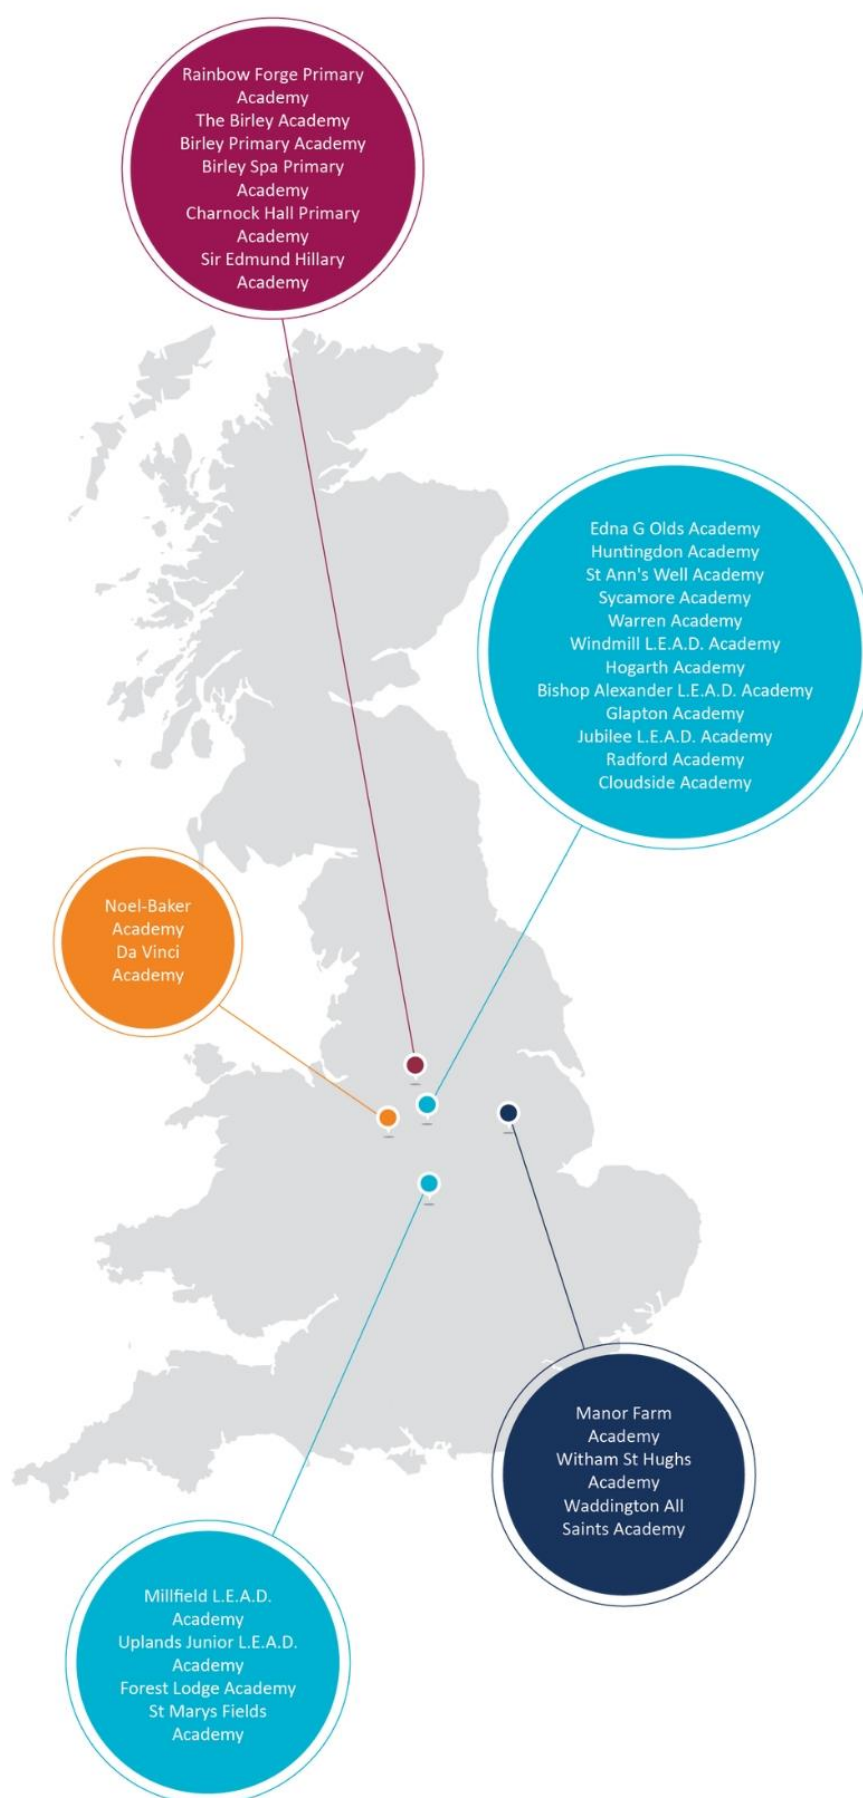 Rainbow Forge Primary
Academy
The Birley Academy
Birley Primary Academy
Birley Spa Primary
Academy
Charnock Hall Primary
Academy
Sir Edmund Hillary
Academy
Edna G Olds Academy
Huntingdon Academy
St Ann's Well Academy
Sycamore Academy
Warren Academy
Windmill L.E.A.D. Academy
Hogarth Academy
Bishop Alexander L.E.A.D. Academy
Glapton Academy
Jubilee L.E.A.D. Academy
Radford Academy
Cloudside Academy
Noel-Baker
Academy
Da Vinci
Academy
Manor Farm
Academy
Witham St Hughs
Academy
Waddington All
Saints Academy
Millfield L.E.A.D.
Academy
Uplands Junior L.E.A.D.
Academy
Forest Lodge Academy
St Marys Fields
Academy